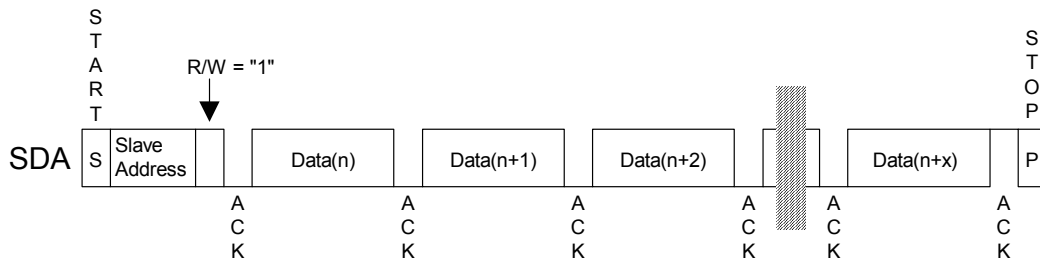 START
STOP
R/W = "1"
SDA
S
Slave
Address
Data(n)
Data(n+1)
Data(n+2)
Data(n+x)
P
ACK
ACK
ACK
ACK
ACK
ACK